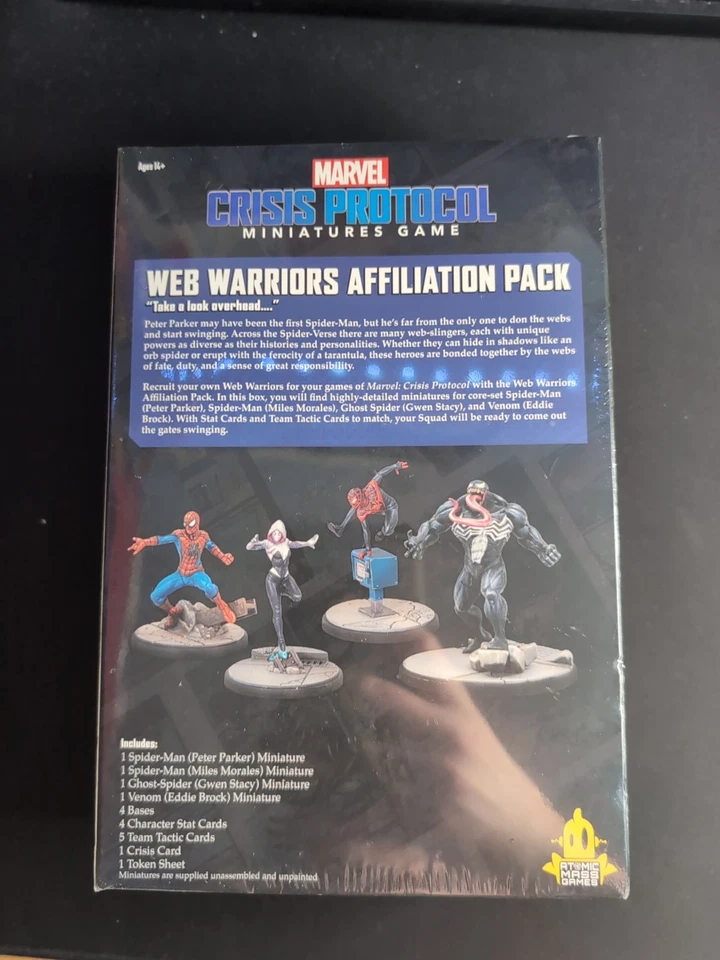 Ages 14+
MARVEL
CRISIS PROTOCOL
MINIATURES GAME
WEB WARRIORS AFFILIATION PACK
"Take a look overhead...."
Peter Parker may have been the first Spider-Man, but he's far from the only one to don the webs
and start swinging. Across the Spider-Verse there are many web-slingers, each with unique
powers as diverse as their histories and personalities. Whether they can hide in shadows like an
orb spider or erupt with the ferocity of a tarantula, these heroes are bonded together by the webs
of fate, duty, and a sense of great responsibility.
Recruit your own Web Warriors for your games of Marvel: Crisis Protocol with the Web Warriors
Affiliation Pack. In this box, you will find highly-detailed miniatures for core-set Spider-Man
(Peter Parker), Spider-Man (Miles Morales), Ghost Spider (Gwen Stacy), and Venom (Eddie
Brock). With Stat Cards and Team Tactic Cards to match, your Squad will be ready to come out
the gates swinging.
Includes:
1 Spider-Man (Peter Parker) Miniature
1 Spider-Man (Miles Morales) Miniature
1 Ghost-Spider (Gwen Stacy) Miniature
1 Venom (Eddie Brock) Miniature
4 Bases
4 Character Stat Cards
5 Team Tactic Cards
1 Crisis Card
1 Token Sheet
Miniatures are supplied unassembled and unpainted
ATOMIC
MASS
GAMES